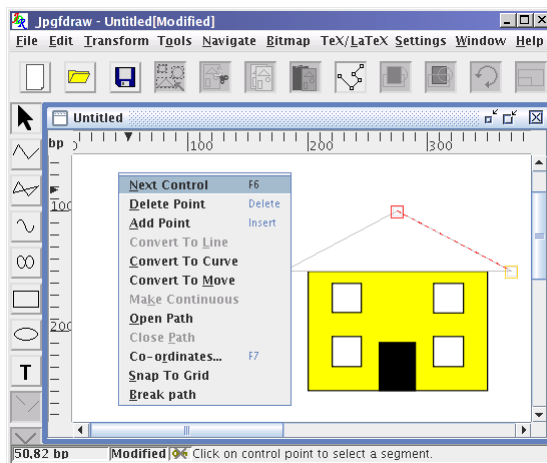 Jpgfdraw - Untitled[Modified]
File Edit Transform Tools Navigate Bitmap TeX/LaTeX Settings Window Help
Untitled
bp 0 100 200 300
Next Control F6
Delete Point Delete
100
Add Point Insert
Convert To Line
Convert To Curve
Convert To Move
Make Continuous
Open Path
200
Close Path
Co-ordinates... F7
T
Snap To Grid
Break path
50,82 bp Modified Click on control point to select a segment.